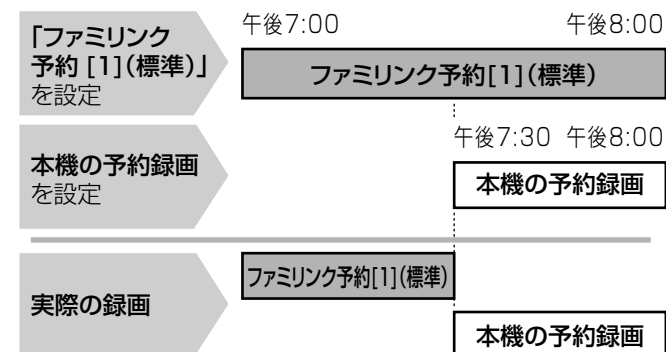 「ファミリンク
予約 [1](標準)」
を設定
午後7:00 午後8:00
ファミリンク予約[1](標準)
午後7:30 午後8:00
本機の予約録画
を設定
本機の予約録画
実際の録画
ファミリンク予約[1](標準)
本機の予約録画